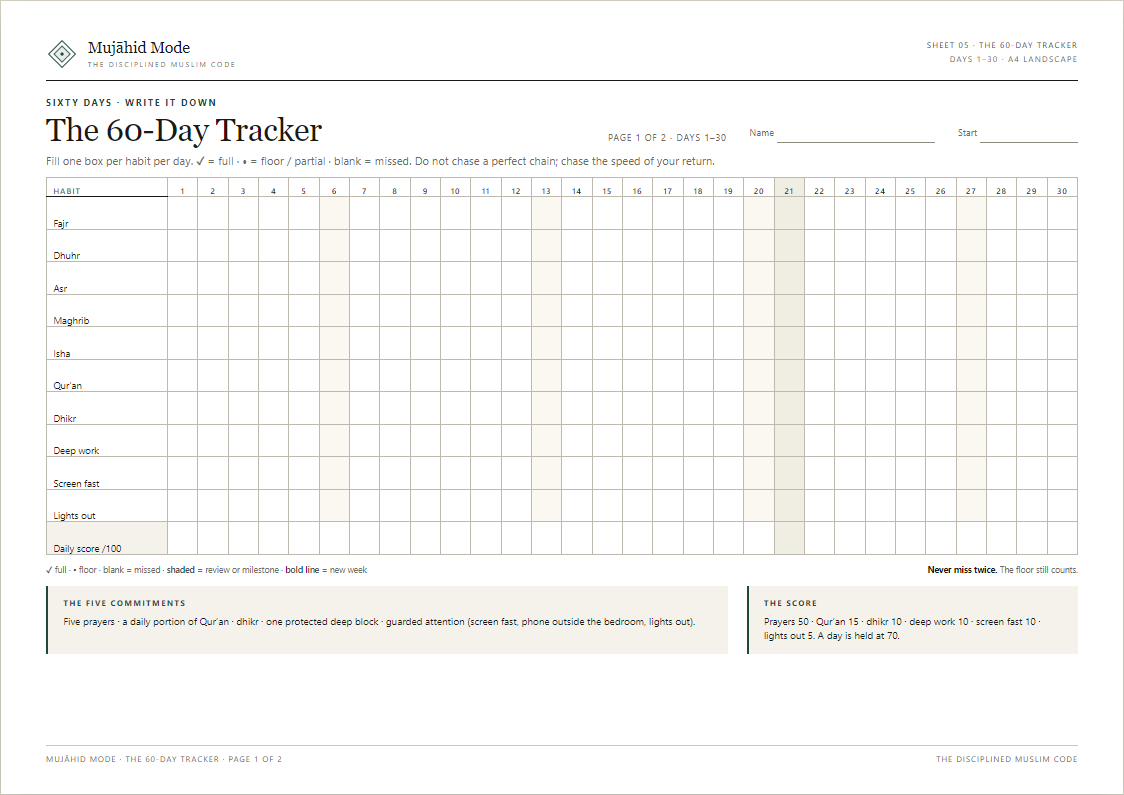 Mujāhid Mode
THE DISCIPLINED MUSLIM CODE
SHEET 05 · THE 60-DAY TRACKER
DAYS 1–30 · A4 LANDSCAPE
SIXTY DAYS · WRITE IT DOWN
The 60-Day Tracker
PAGE 1 OF 2 · DAYS 1–30
Name
Start
Fill one box per habit per day. ✓ = full · • = floor / partial · blank = missed. Do not chase a perfect chain; chase the speed of your return.
HABIT 1 2 3 4 5 6 7 8 9 10 11 12 13 14 15 16 17 18 19 20 21 22 23 24 25 26 27 28 29 30
Fajr
Dhuhr
Asr
Maghrib
Isha
Qur'an
Dhikr
Deep work
Screen fast
Lights out
Daily score /100
✓ full · • floor · blank = missed · shaded = review or milestone · bold line = new week
Never miss twice. The floor still counts.
THE FIVE COMMITMENTS
Five prayers · a daily portion of Qur'an · dhikr · one protected deep block · guarded attention (screen fast, phone outside the bedroom, lights out).
THE SCORE
Prayers 50 · Qur'an 15 · dhikr 10 · deep work 10 · screen fast 10 ·
lights out 5. A day is held at 70.
MUJĀHID MODE · THE 60-DAY TRACKER · PAGE 1 OF 2
THE DISCIPLINED MUSLIM CODE